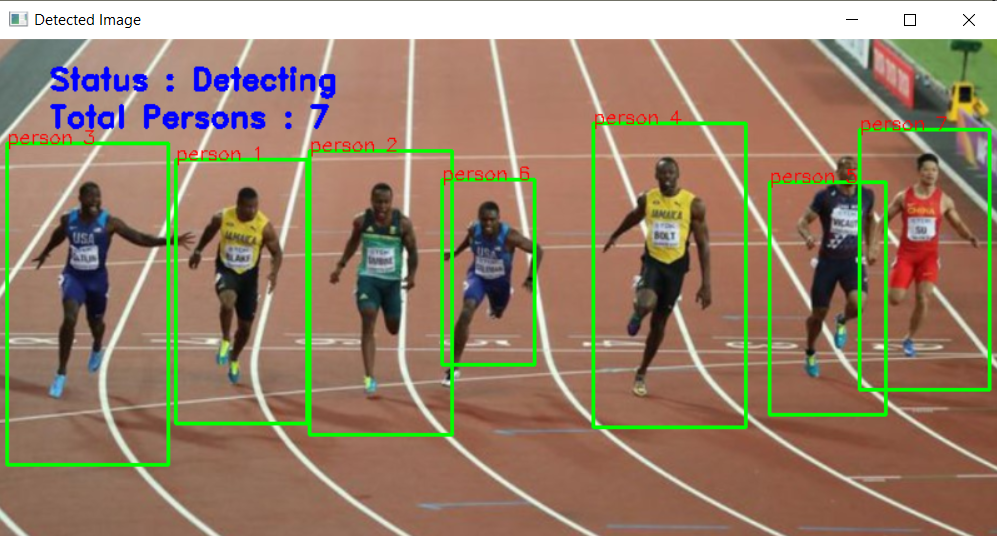 Detected Image
Status : Detecting
Total Persons : 7
person 3
person 1
person 2
person 6
person 4
person 5
person 7
USA
JAMAICA
BLAKE
JAMAICA
BOLT
CHINA
SU